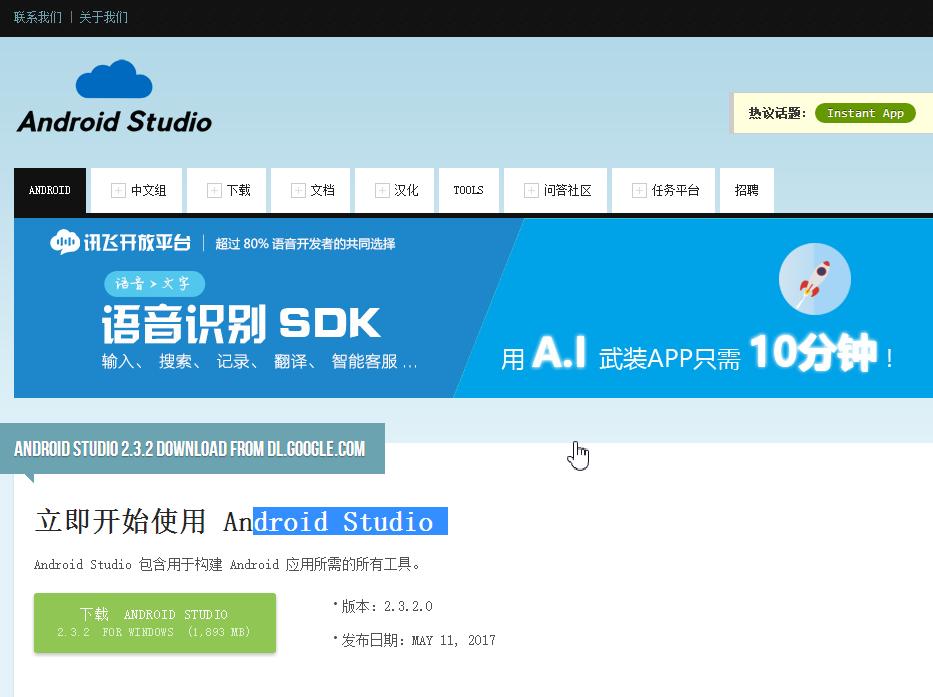 联系我们 | 关于我们
Android Studio
热议话题： Instant App
ANDROID 中文组 下载 文档 汉化 TOOLS 问答社区 任务平台 招聘
讯飞开放平台 | 超过 80% 语音开发者的共同选择
语音 > 文字
语音识别 SDK
输入、 搜索、 记录、 翻译、 智能客服 ...
用 A.I 武装APP只需 10分钟！
ANDROID STUDIO 2.3.2 DOWNLOAD FROM DL.GOOGLE.COM
立即开始使用 Android Studio
Android Studio 包含用于构建 Android 应用所需的所有工具。
下载 ANDROID STUDIO
2.3.2 FOR WINDOWS (1,893 MB)
• 版本：2.3.2.0
• 发布日期：MAY 11, 2017